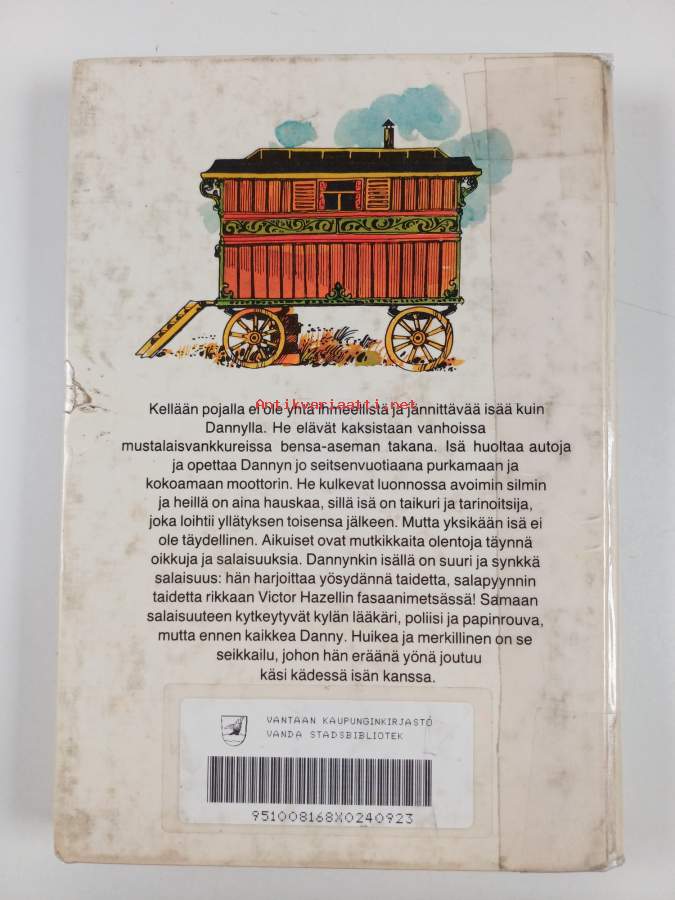 Kellään pojalla ei ole yhtä ihmeellistä ja jännittävää isää kuin
Antikvariaatti.net
Dannylla. He elävät kaksistaan vanhoissa
mustalaisvankkureissa bensa-aseman takana. Isä huoltaa autoja
ja opettaa Dannyn jo seitsenvuotiaana purkamaan ja
kokoamaan moottorin. He kulkevat luonnossa avoimin silmin
ja heillä on aina hauskaa, sillä isä on taikuri ja tarinoitsija,
joka loihtii yllätyksen toisensa jälkeen. Mutta yksikään isä ei
ole täydellinen. Aikuiset ovat mutkikkaita olentoja täynnä
oikkuja ja salaisuuksia. Dannynkin isällä on suuri ja synkkä
salaisuus: hän harjoittaa yösydännä taidetta, salapyynnin
taidetta rikkaan Victor Hazellin fasaanimetsässä! Samaan
salaisuuteen kytkeytyvät kylän lääkäri, poliisi ja papinrouva,
mutta ennen kaikkea Danny. Huikea ja merkillinen on se
seikkailu, johon hän eräänä yönä joutuu
käsi kädessä isän kanssa.
VANTAAN KAUPUNGINKIRJASTO
VANDA STADSBIBLIOTEK
951008168X0240923